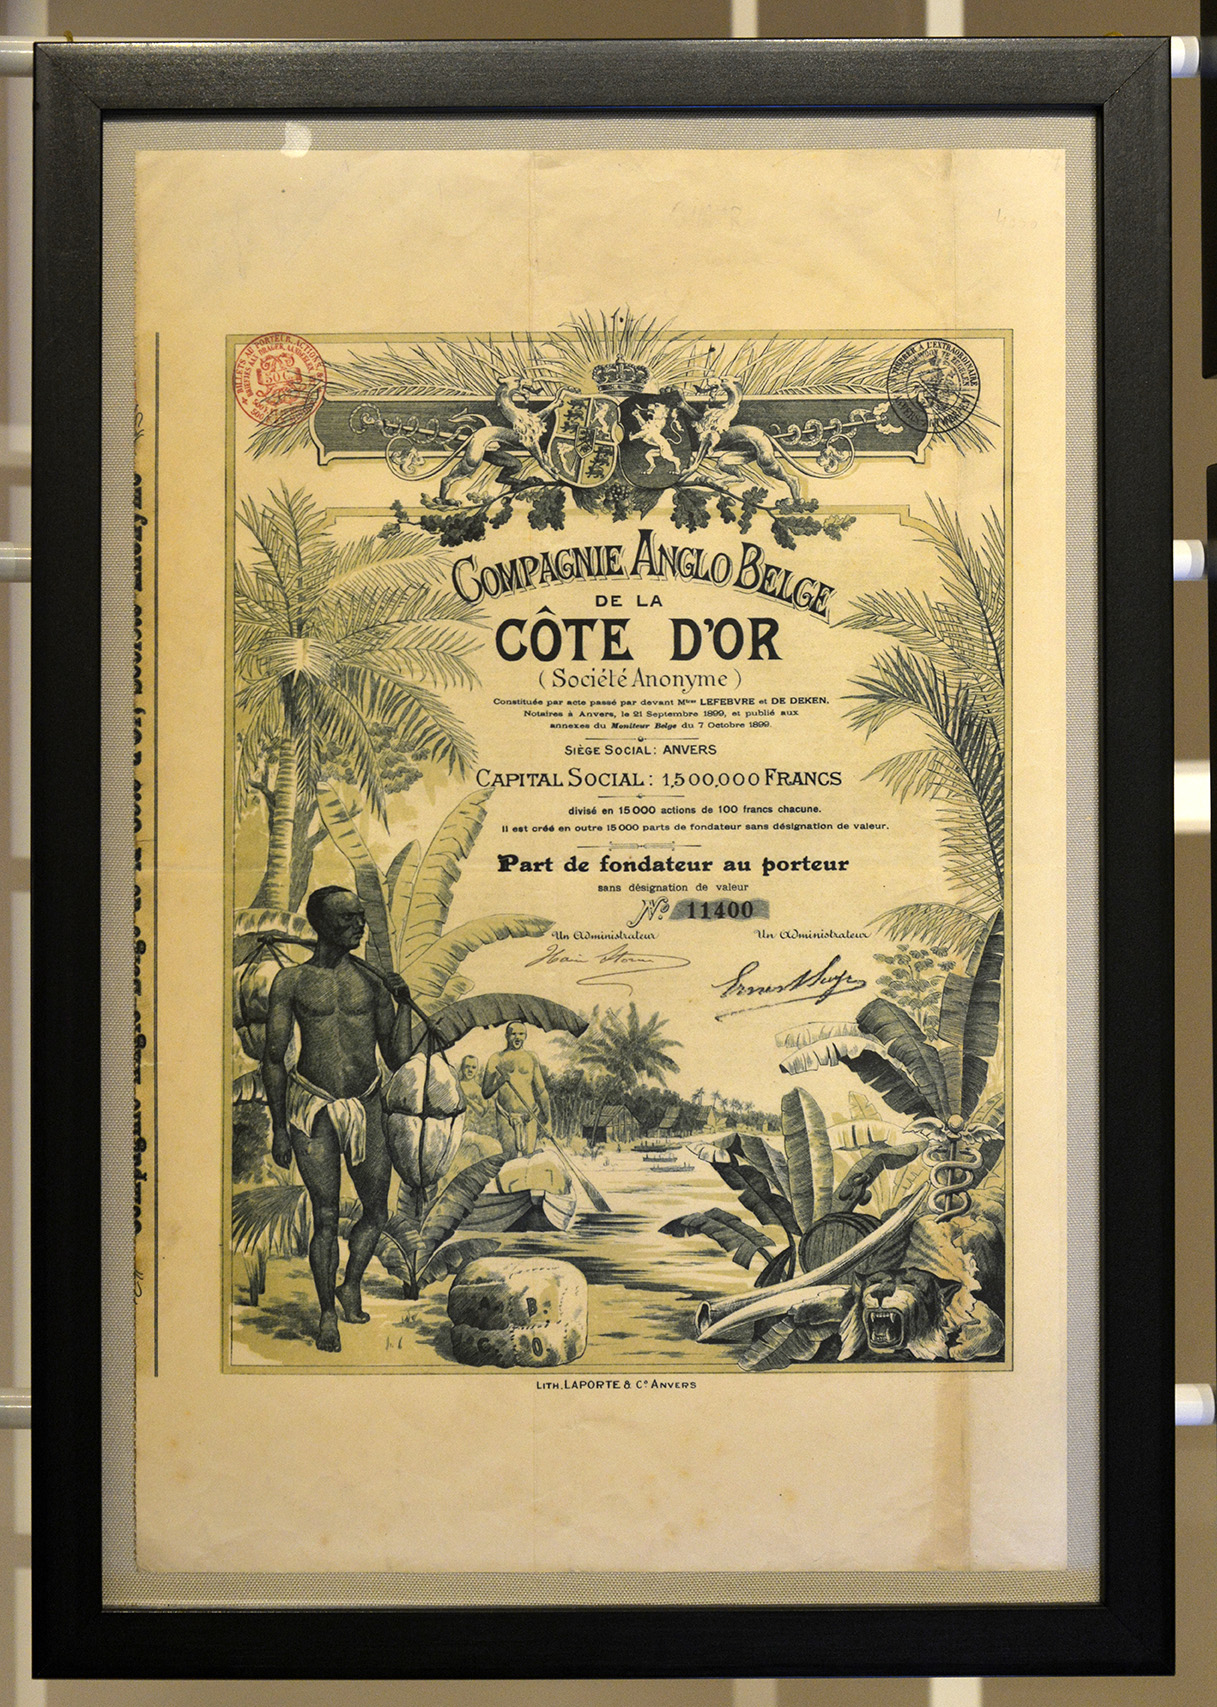 COMPAGNIE ANGLO BELGE
DE LA
CÔTE D'OR
(Société Anonyme)
Constituée par acte passé par devant Mtres LEFEBVRE et DE DEKEN,
Notaires à Anvers, le 21 Septembre 1899, et publié aux
annexes du Moniteur Belge du 7 Octobre 1899.
SIÈGE SOCIAL: ANVERS
CAPITAL SOCIAL: 1,500,000 FRANCS
divisé en 15000 actions de 100 francs chacune.
Il est créé en outre 15000 parts de fondateur sans désignation de valeur.
Part de fondateur au porteur
sans désignation de valeur
No. 11400
Un Administrateur Un Administrateur
A. B.
C. O.
LITH. LAPORTE & Co ANVERS